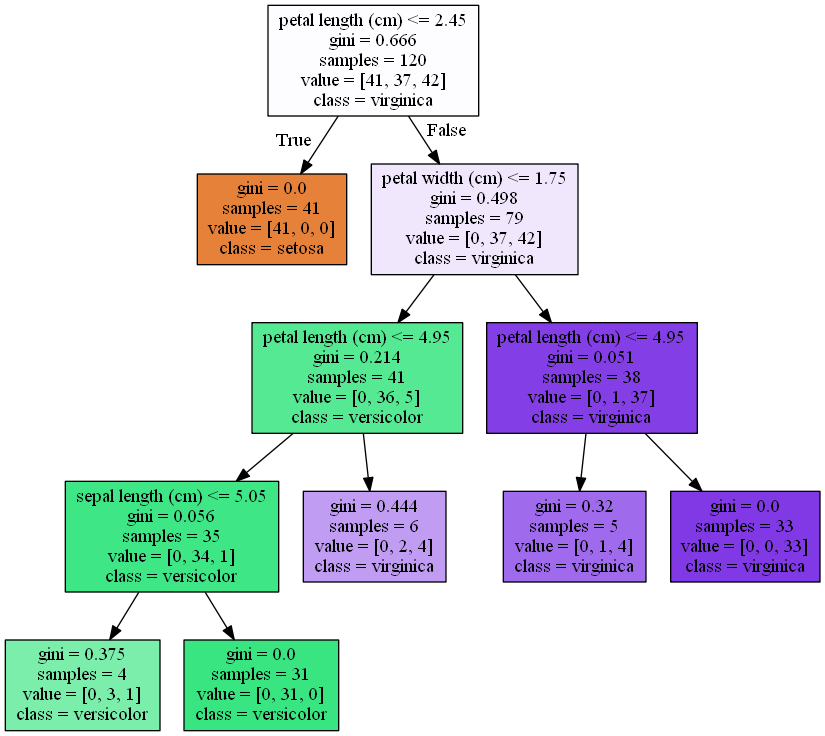 petal length (cm) <= 2.45
gini = 0.666
samples = 120
value = [41, 37, 42]
class = virginica
True
False
gini = 0.0
samples = 41
value = [41, 0, 0]
class = setosa
petal width (cm) <= 1.75
gini = 0.498
samples = 79
value = [0, 37, 42]
class = virginica
petal length (cm) <= 4.95
gini = 0.214
samples = 41
value = [0, 36, 5]
class = versicolor
petal length (cm) <= 4.95
gini = 0.051
samples = 38
value = [0, 1, 37]
class = virginica
sepal length (cm) <= 5.05
gini = 0.056
samples = 35
value = [0, 34, 1]
class = versicolor
gini = 0.444
samples = 6
value = [0, 2, 4]
class = virginica
gini = 0.32
samples = 5
value = [0, 1, 4]
class = virginica
gini = 0.0
samples = 33
value = [0, 0, 33]
class = virginica
gini = 0.375
samples = 4
value = [0, 3, 1]
class = versicolor
gini = 0.0
samples = 31
value = [0, 31, 0]
class = versicolor